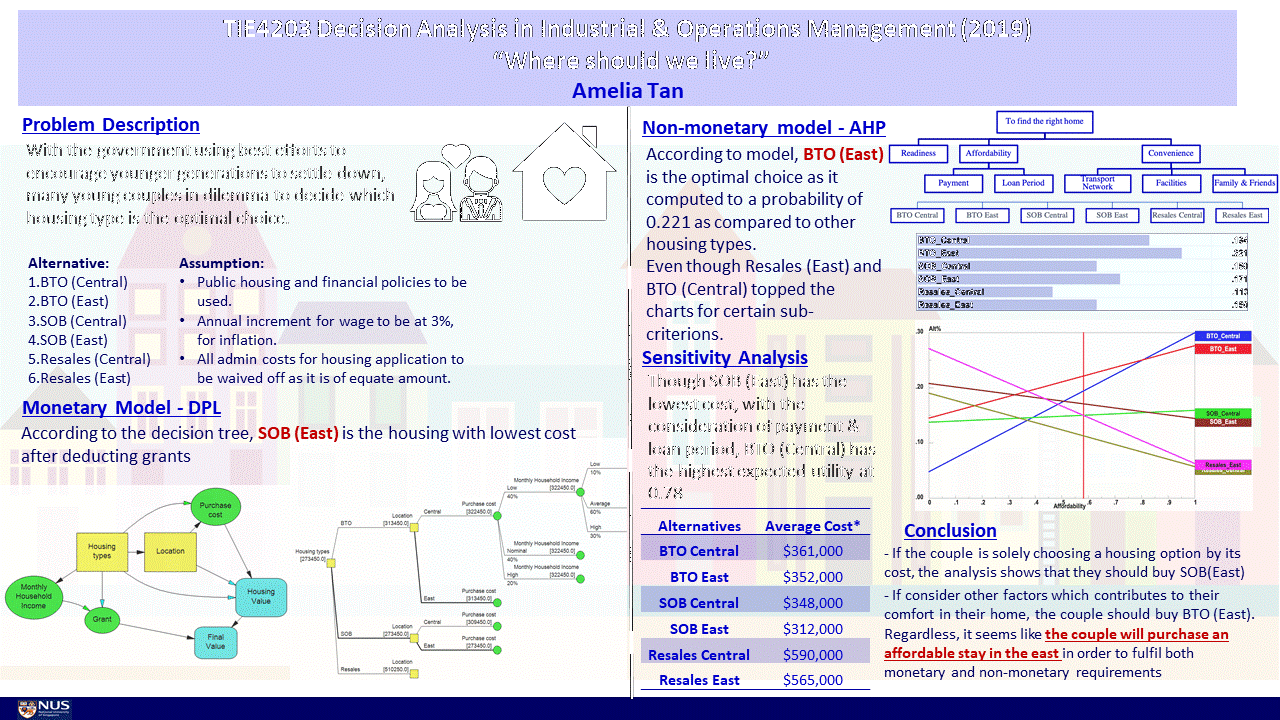 TIE4203 Decision Analysis in Industrial & Operations Management (2019)
“Where should we live?”
Amelia Tan
Problem Description
With the government using best efforts to
encourage younger generations to settle down,
many young couples in dilemma to decide which
housing type is the optimal choice.
Alternative:
1.BTO (Central)
2.BTO (East)
3.SOB (Central)
4.SOB (East)
5.Resales (Central)
6.Resales (East)
Assumption:
• Public housing and financial policies to be
used.
• Annual increment for wage to be at 3%,
for inflation.
• All admin costs for housing application to
be waived off as it is of equate amount.
Monetary Model - DPL
According to the decision tree, SOB (East) is the housing with lowest cost
after deducting grants
Purchase
cost
Housing
types
Location
Monthly
Household
Income
Grant
Housing
Value
Final
Value
Housing types
[273450.0]
BTO
Location
[313450.0]
Central
Purchase cost
[322450.0]
Low
40%
Monthly Household Income
[322450.0]
Low
10%
Average
60%
High
30%
Nominal
40%
Monthly Household Income
[322450.0]
High
20%
Monthly Household Income
[322450.0]
East
Purchase cost
[313450.0]
SOB
Location
[273450.0]
Central
Purchase cost
[309450.0]
East
Purchase cost
[273450.0]
Resales
Location
[510250.0]
Non-monetary model - AHP
According to model, BTO (East)
is the optimal choice as it
computed to a probability of
0.221 as compared to other
housing types.
Even though Resales (East) and
BTO (Central) topped the
charts for certain sub-
criterions.
To find the right home
Readiness
Affordability
Convenience
Payment
Loan Period
Transport
Network
Facilities
Family & Friends
BTO Central
BTO East
SOB Central
SOB East
Resales Central
Resales East
BTO_Central
BTO_East .221
SOB_Central
SOB_East .171
Resales_Central
Resales_East
Sensitivity Analysis
Though SOB (East) has the
lowest cost, with the
consideration of payment &
loan period, BTO (Central) has
the highest expected utility at
0.78
.30 Alt%
BTO_Central
BTO_East
.20
SOB_Central
SOB_East
.10
Resales_East
.00
0 .1 .2 .3 .4 .5 .6 .7 .8 .9 1
Affordability
Alternatives Average Cost*
BTO Central $361,000
BTO East $352,000
SOB Central $348,000
SOB East $312,000
Resales Central $590,000
Resales East $565,000
Conclusion
- If the couple is solely choosing a housing option by its
cost, the analysis shows that they should buy SOB(East)
- If consider other factors which contributes to their
comfort in their home, the couple should buy BTO (East).
Regardless, it seems like the couple will purchase an
affordable stay in the east in order to fulfil both
monetary and non-monetary requirements
NUS